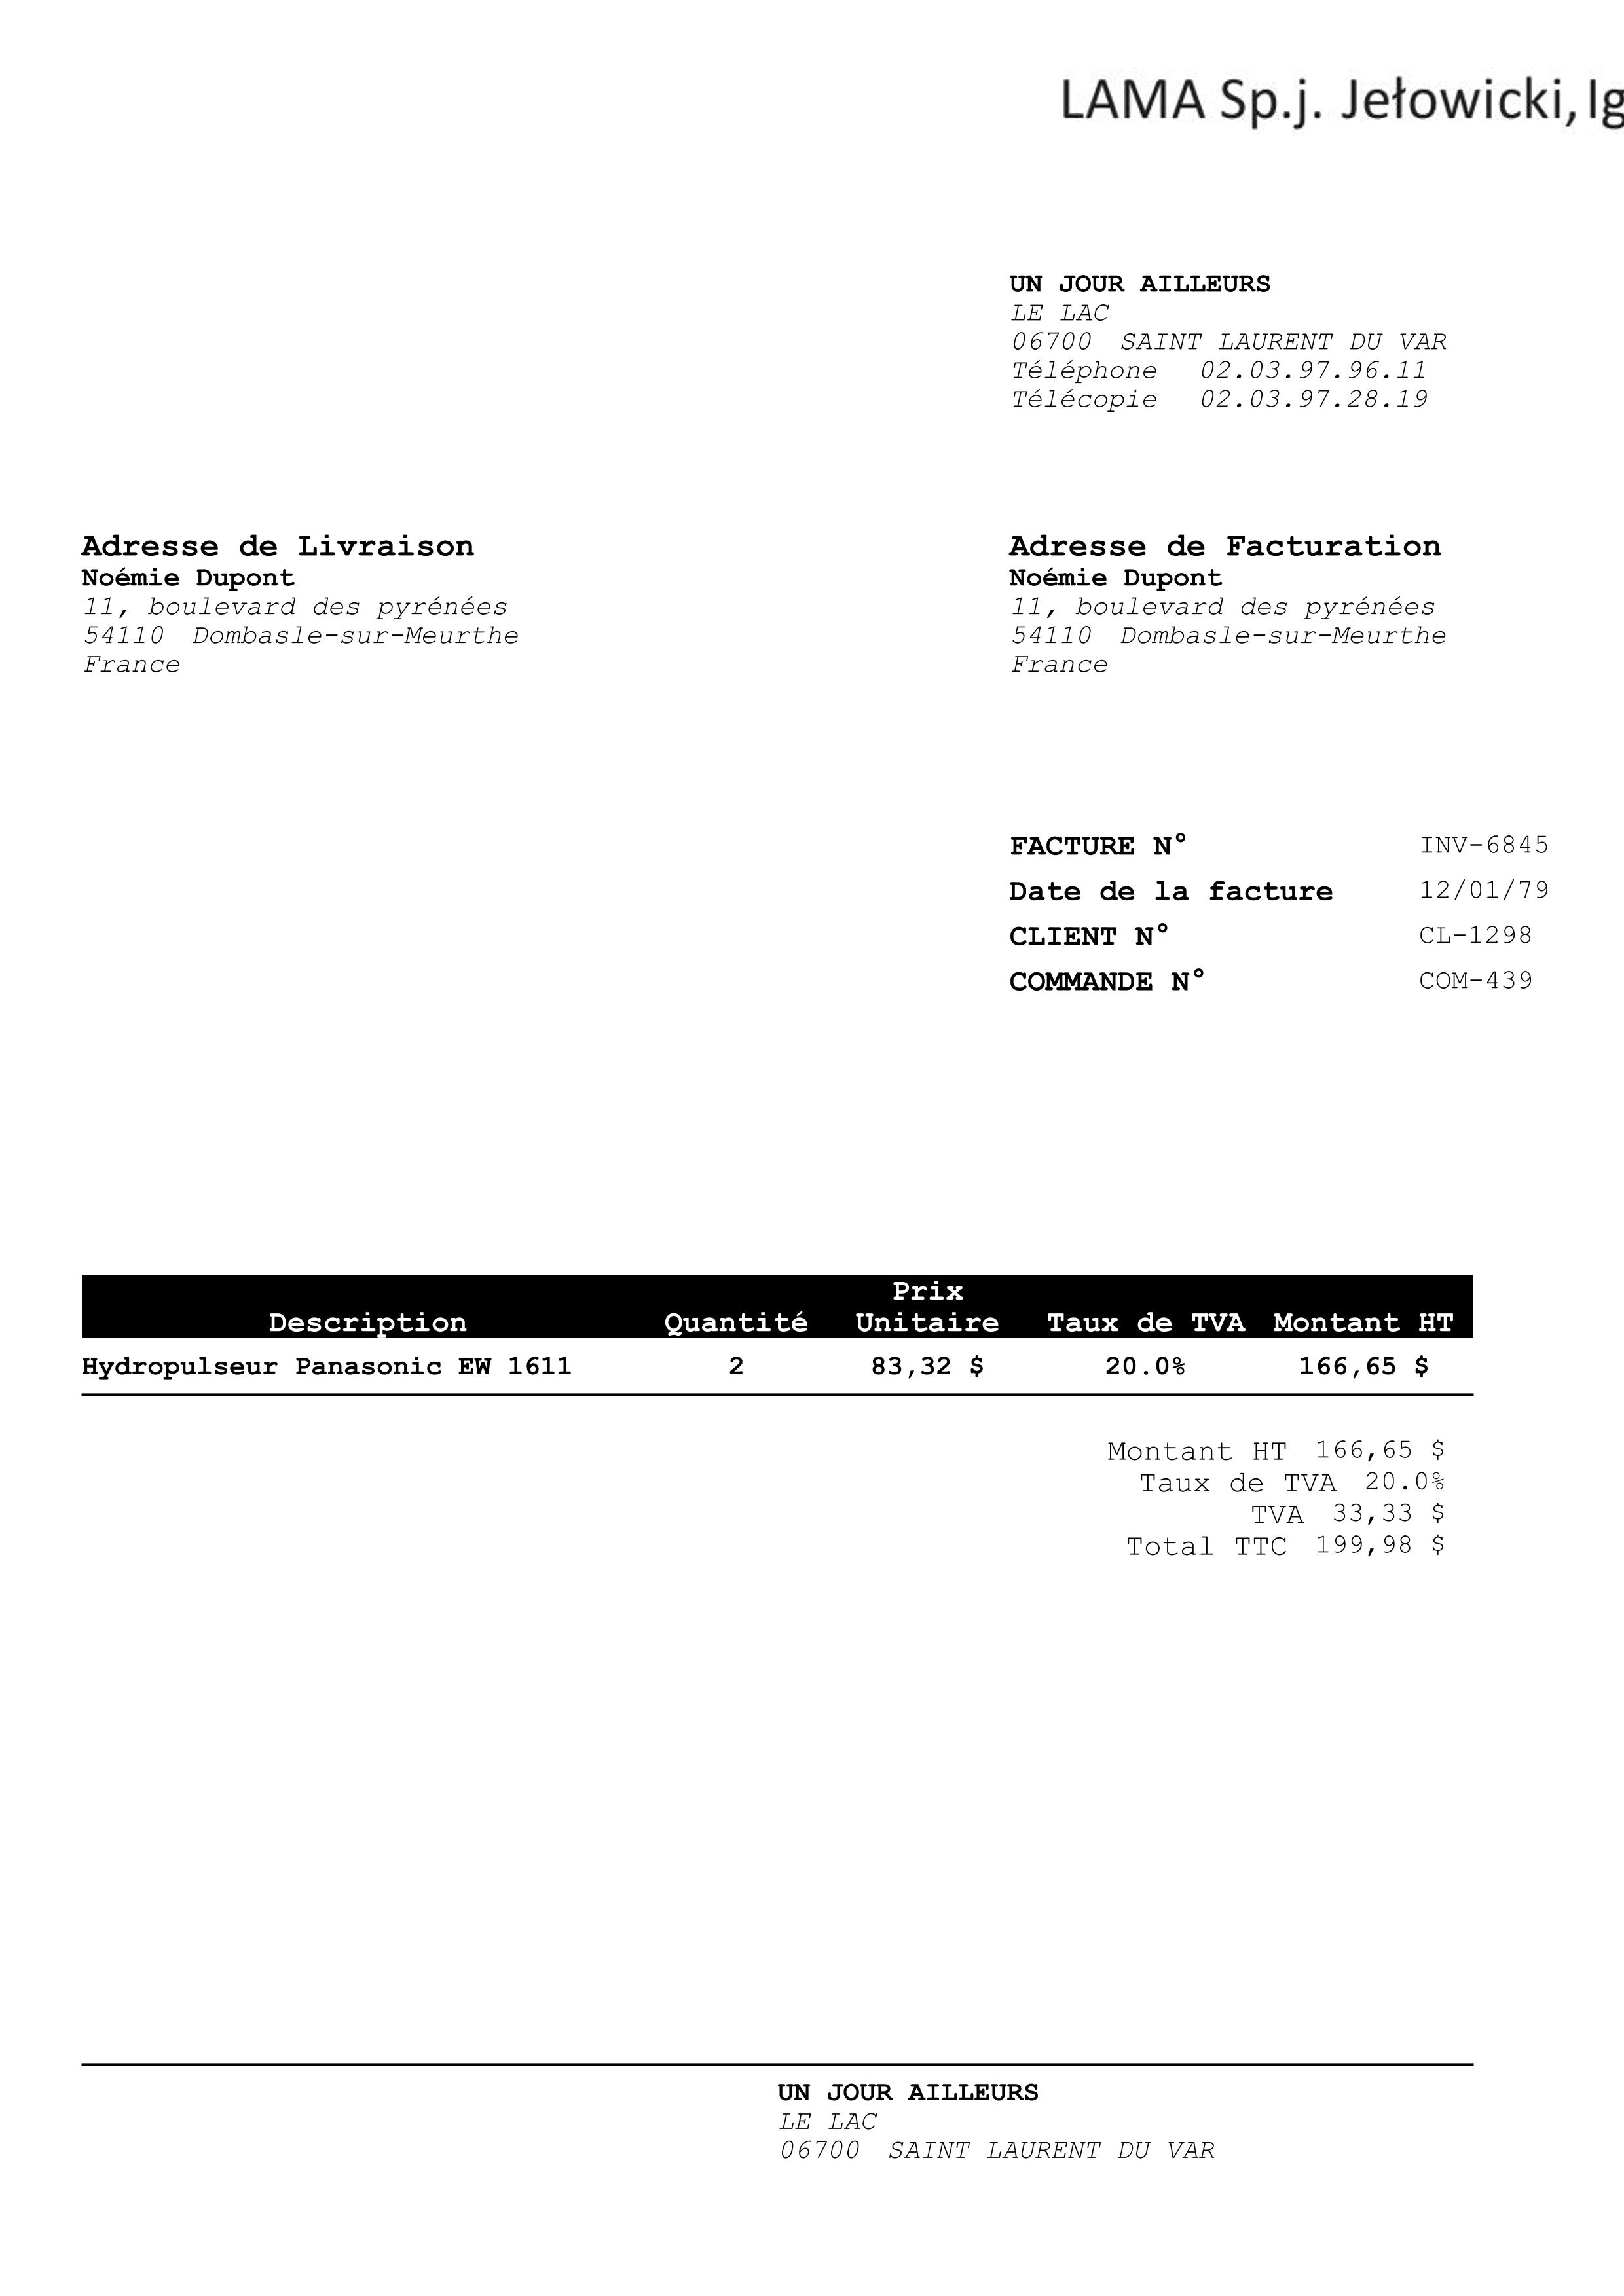 LAMA Sp.j. Jełowicki, Ig
UN JOUR AILLEURS
LE LAC
06700 SAINT LAURENT DU VAR
Téléphone 02.03.97.96.11
Télécopie 02.03.97.28.19
Adresse de Livraison
Noémie Dupont
11, boulevard des pyrénées
54110 Dombasle-sur-Meurthe
France
Adresse de Facturation
Noémie Dupont
11, boulevard des pyrénées
54110 Dombasle-sur-Meurthe
France
FACTURE N° INV-6845
Date de la facture 12/01/79
CLIENT N° CL-1298
COMMANDE N° COM-439
Description Quantité Prix Unitaire Taux de TVA Montant HT
Hydropulseur Panasonic EW 1611 2 83,32 $ 20.0% 166,65 $
Montant HT 166,65 $
Taux de TVA 20.0%
TVA 33,33 $
Total TTC 199,98 $
UN JOUR AILLEURS
LE LAC
06700 SAINT LAURENT DU VAR